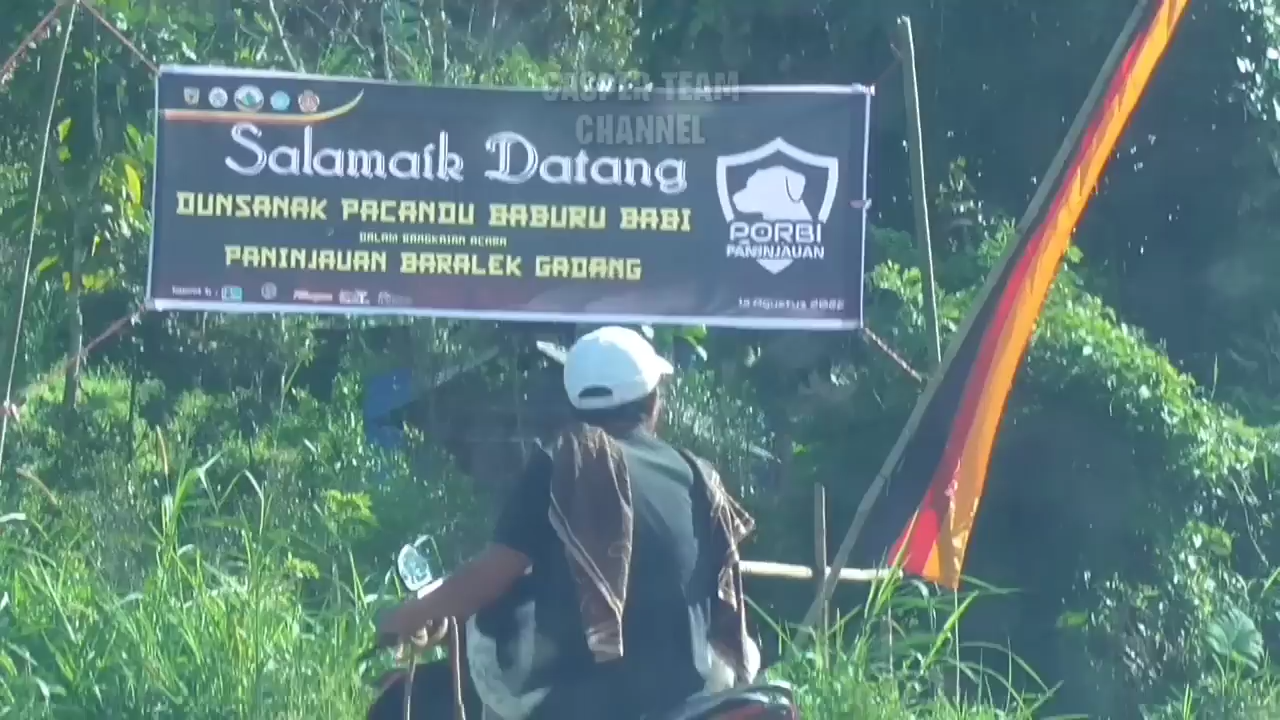 CASPER TEAM
CHANNEL
Salamaik Datang
DUNSANAK PACANDU BABURU BABI
DALAM RANGKAIAN ACARA
PANINJAUAN BARALEK GADANG
PORBI
PANINJAUAN
13 Agustus 2022